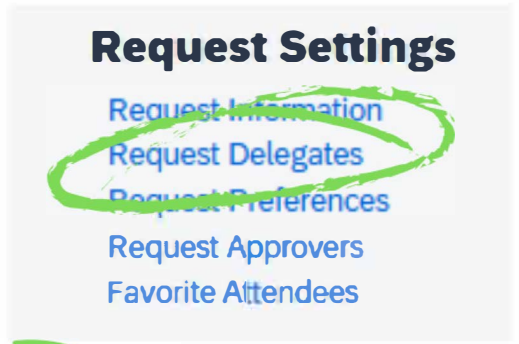 Request Settings
Request Information
Request Delegates
Request Preferences
Request Approvers
Favorite Attendees